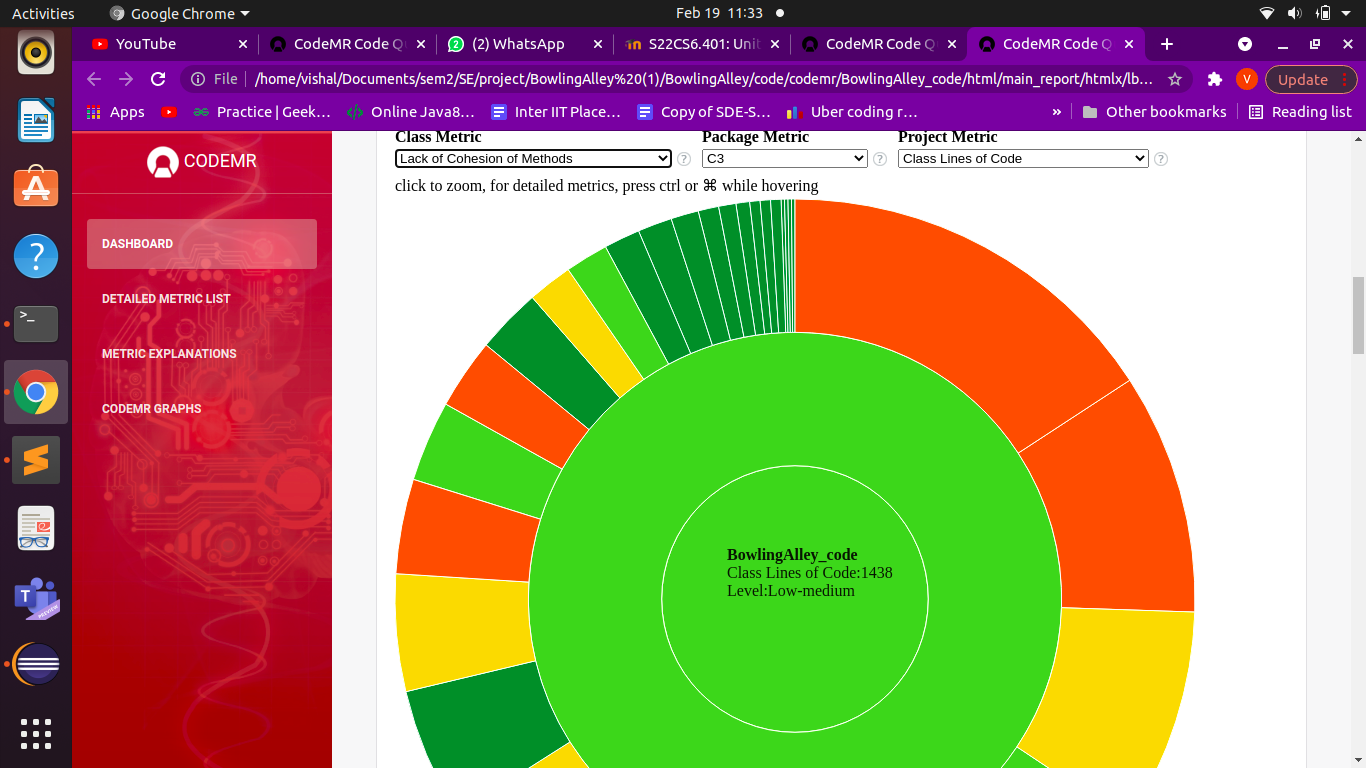 Activities Google Chrome Feb 19 11:33
YouTube CodeMR Code Q (2) WhatsApp S22CS6.401: Unit CodeMR Code Q CodeMR Code Q
File /home/vishal/Documents/sem2/SE/project/BowlingAlley%20(1)/BowlingAlley/code/codemr/BowlingAlley_code/html/main_report/htmlx/lb… V Update
Apps Practice | Geek… Online Java8… Inter IIT Place… Copy of SDE-S… Uber coding r… » Other bookmarks Reading list
CODEMR
DASHBOARD
DETAILED METRIC LIST
METRIC EXPLANATIONS
CODEMR GRAPHS
Class Metric Package Metric Project Metric
Lack of Cohesion of Methods ? C3 ? Class Lines of Code ?
click to zoom, for detailed metrics, press ctrl or ⌘ while hovering
BowlingAlley_code
Class Lines of Code:1438
Level:Low-medium